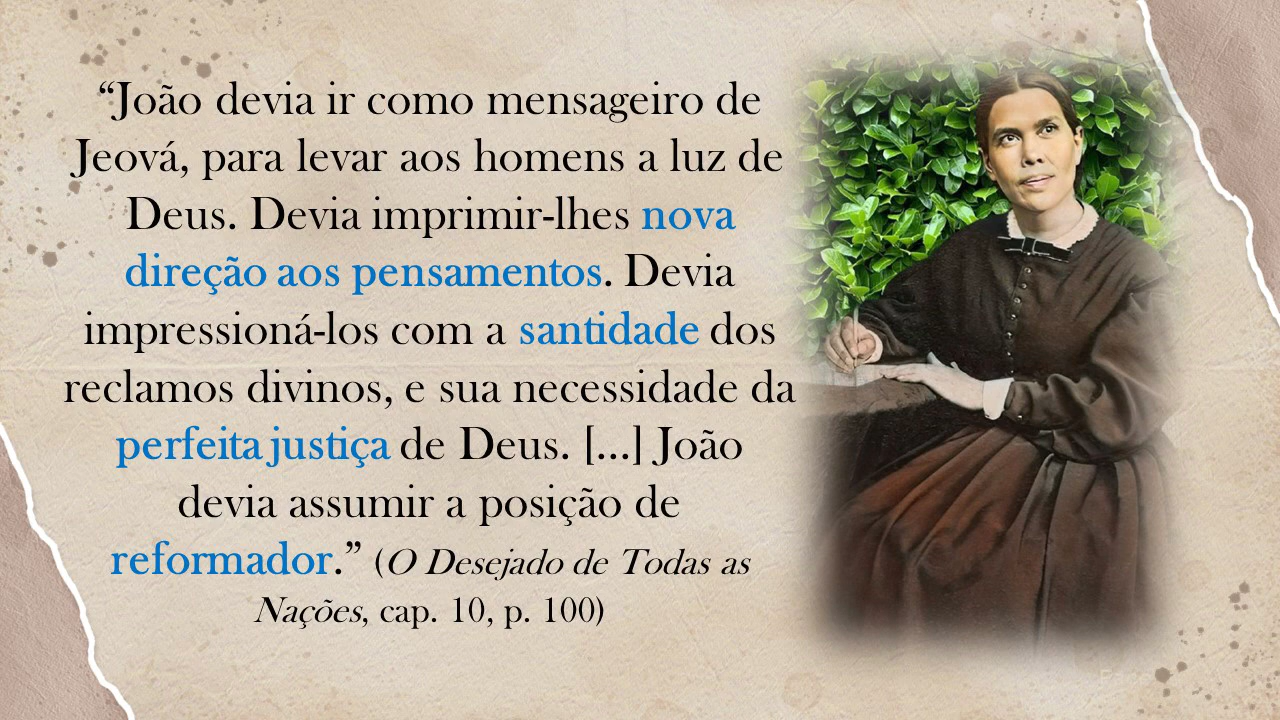 “João devia ir como mensageiro de
Jeová, para levar aos homens a luz de
Deus. Devia imprimir-lhes nova
direção aos pensamentos. Devia
impressioná-los com a santidade dos
reclamos divinos, e sua necessidade da
perfeita justiça de Deus. [...] João
devia assumir a posição de
reformador.” (O Desejado de Todas as
Nações, cap. 10, p. 100)